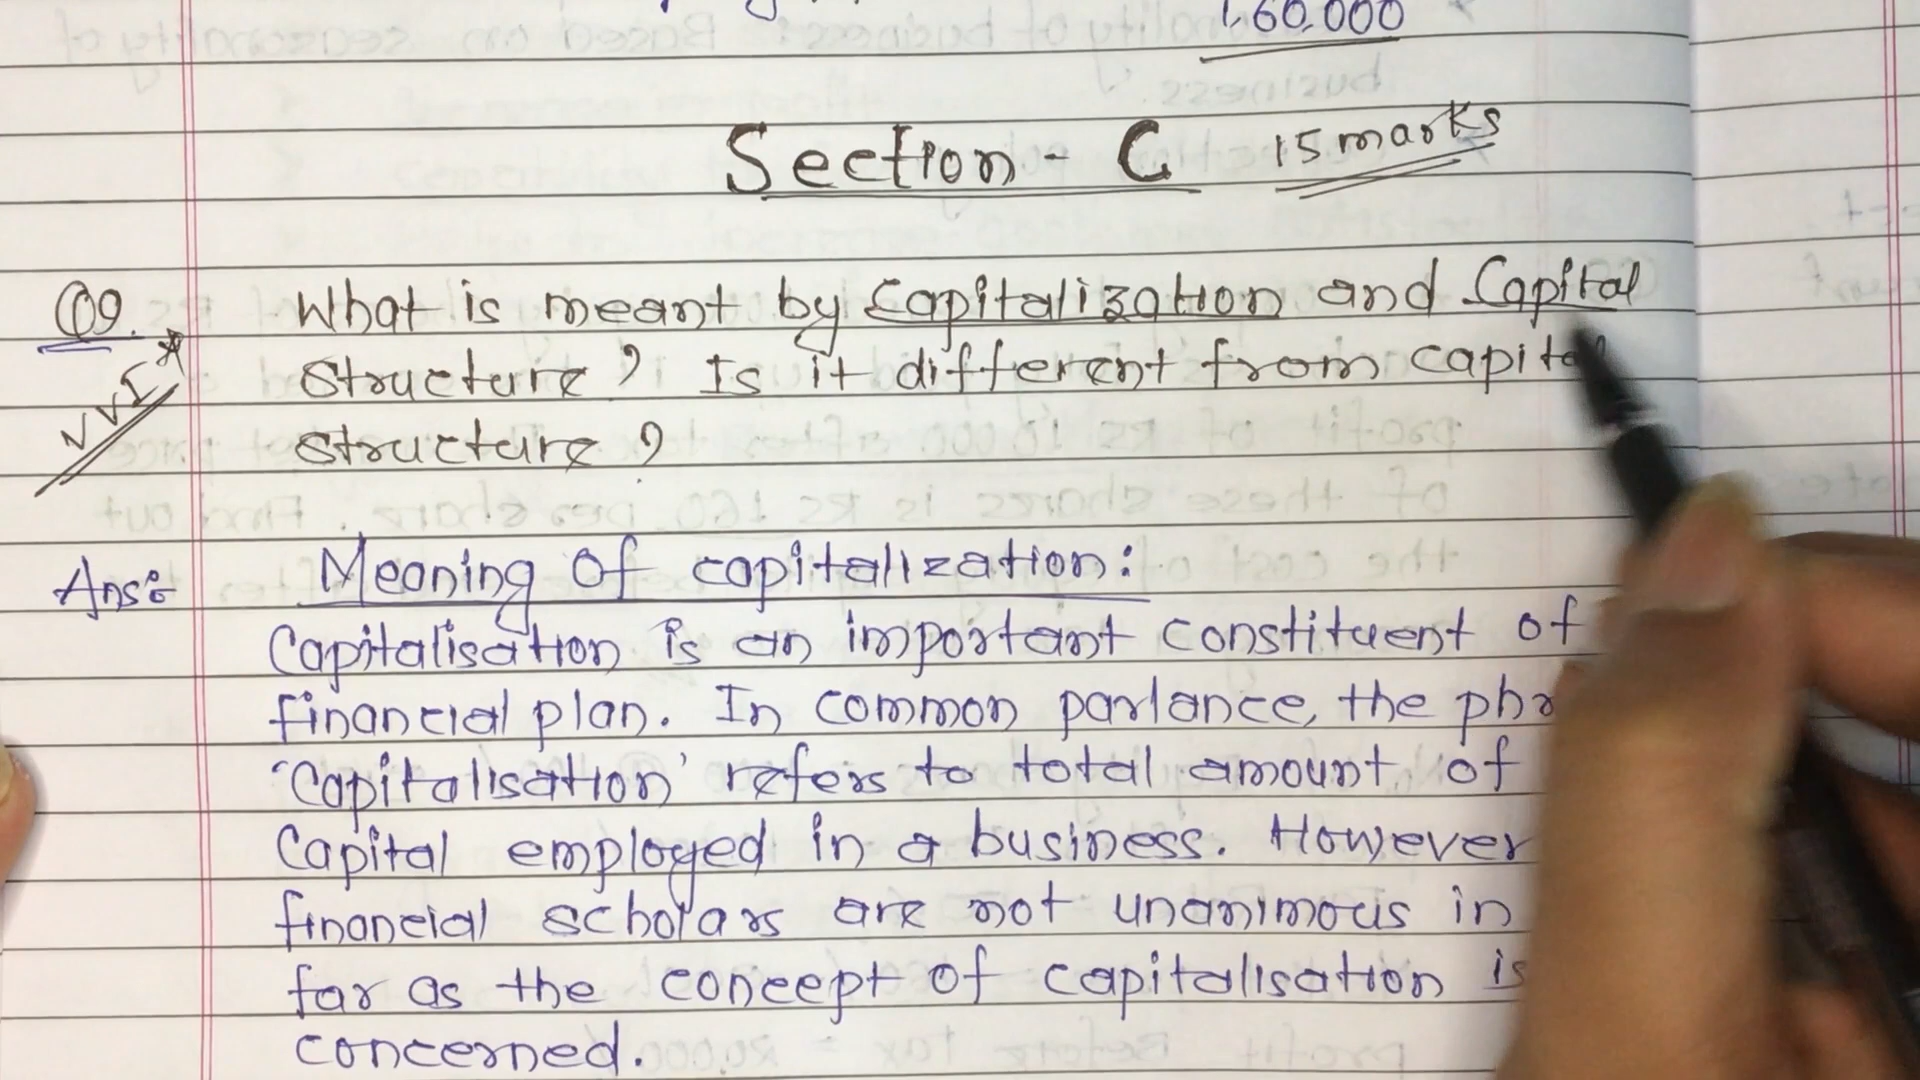 1,60,000
Section - C 15 marks
Q9. What is meant by Capitalization and Capital
VVI structure? Is it different from capital
structure?
Ans: Meaning Of capitalization:
Capitalisation is an important constituent of
financial plan. In common parlance, the
'Capitalisation' refers to total amount of
Capital employed in a business. However
financial scholars are not unanimous in
far as the concept of capitalisation is
concerned.